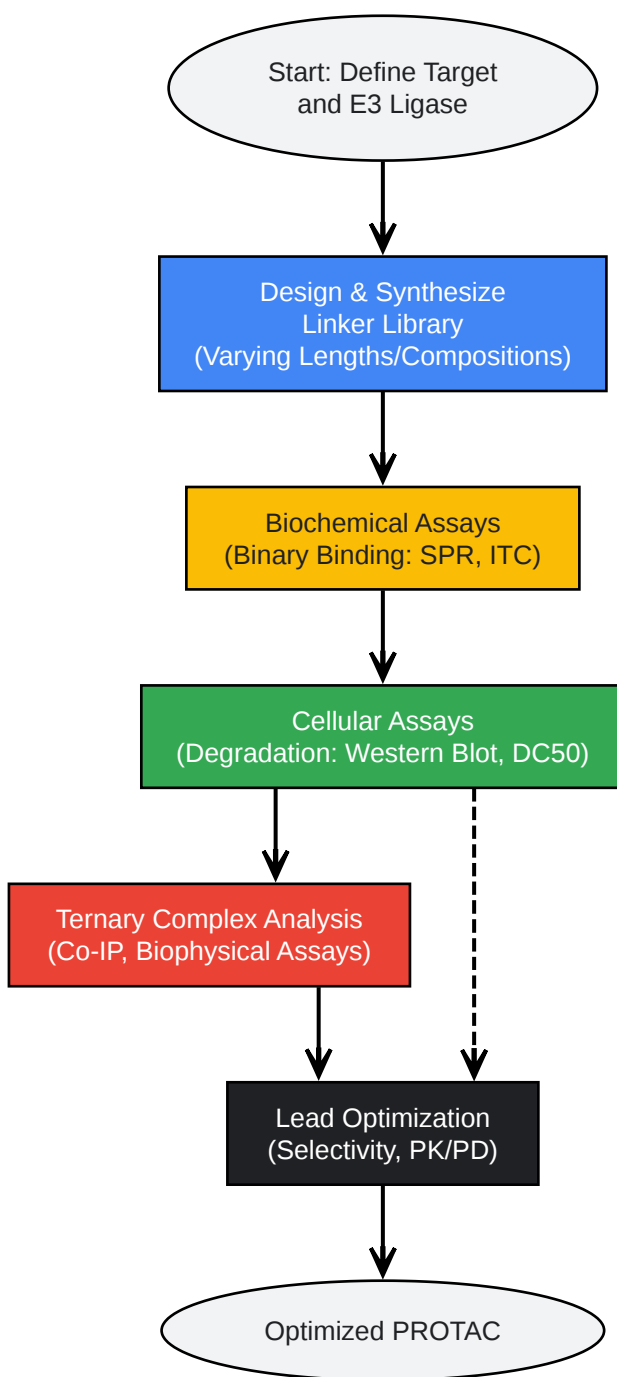 Start: Define Target
and E3 Ligase
Design & Synthesize
Linker Library
(Varying Lengths/Compositions)
Biochemical Assays
(Binary Binding: SPR, ITC)
Cellular Assays
(Degradation: Western Blot, DC50)
Ternary Complex Analysis
(Co-IP, Biophysical Assays)
Lead Optimization
(Selectivity, PK/PD)
Optimized PROTAC